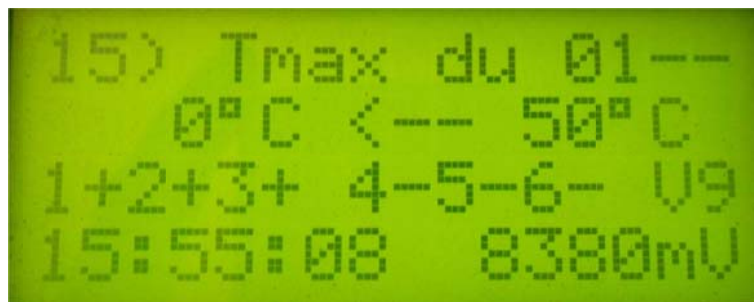 15) Tmax du 01--
0°C <-- 50°C
1+2+3+ 4-5-6- V9
15:55:08 8380mV